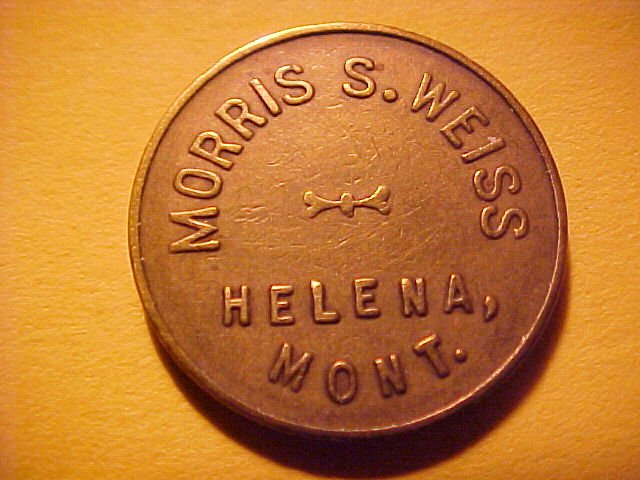 MORRIS S. WEISS
HELENA,
MONT.